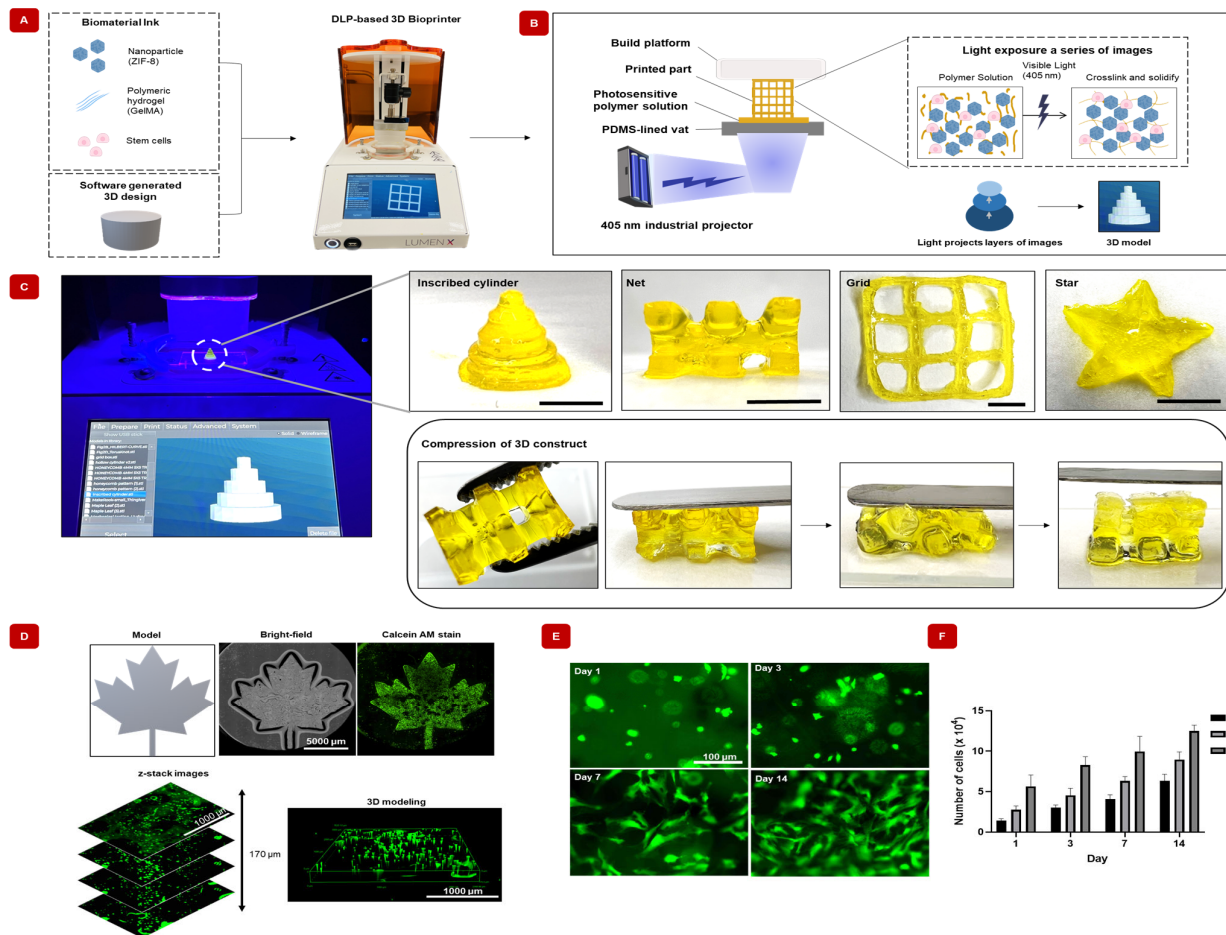 A
Biomaterial Ink
Nanoparticle
(ZIF-8)
Polymeric
hydrogel
(GelMA)
Stem cells
Software generated
3D design
DLP-based 3D Bioprinter
LUMEN X
B
Build platform
Printed part
Photosensitive
polymer solution
PDMS-lined vat
405 nm industrial projector
Light exposure a series of images
Polymer Solution
Visible Light
(405 nm)
Crosslink and solidify
Light projects layers of images
3D model
C
File Prepare Print Status Advanced System
Solid
Wireframe
Select
Delete
Inscribed cylinder
Net
Grid
Star
Compression of 3D construct
D
Model
Bright-field
Calcein AM stain
5000 µm
z-stack images
1000 µm
170 µm
3D modeling
1000 µm
E
Day 1
Day 3
100 µm
Day 7
Day 14
F
Number of cells (x 10⁴)
15
10
5
0
1
3
7
14
Day